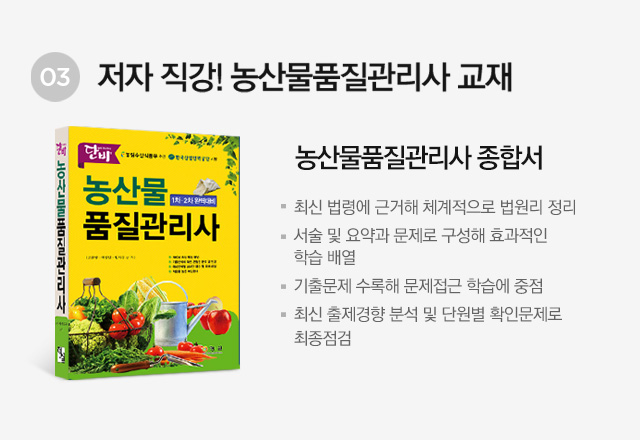 03 저자 직강! 농산물품질관리사 교재
단비
농산물
1차·2차 완벽대비
품질관리사
단비 농산물품질관리사
농산물품질관리사 종합서
최신 법령에 근거해 체계적으로 법원리 정리
서술 및 요약과 문제로 구성해 효과적인
학습 배열
기출문제 수록해 문제접근 학습에 중점
최신 출제경향 분석 및 단원별 확인문제로
최종점검